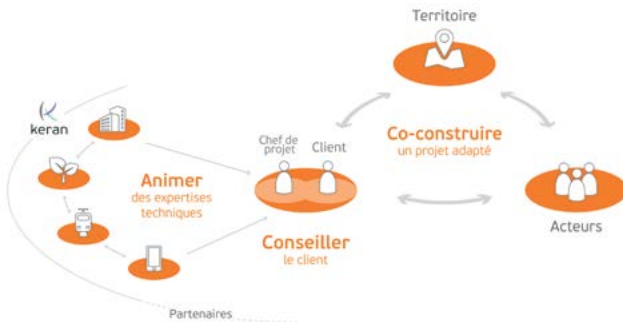 Territoire
keran
Chef de
projet
Client
Co-construire
un projet adapté
Animer
des expertises
techniques
Acteurs
Conseiller
le client
Partenaires